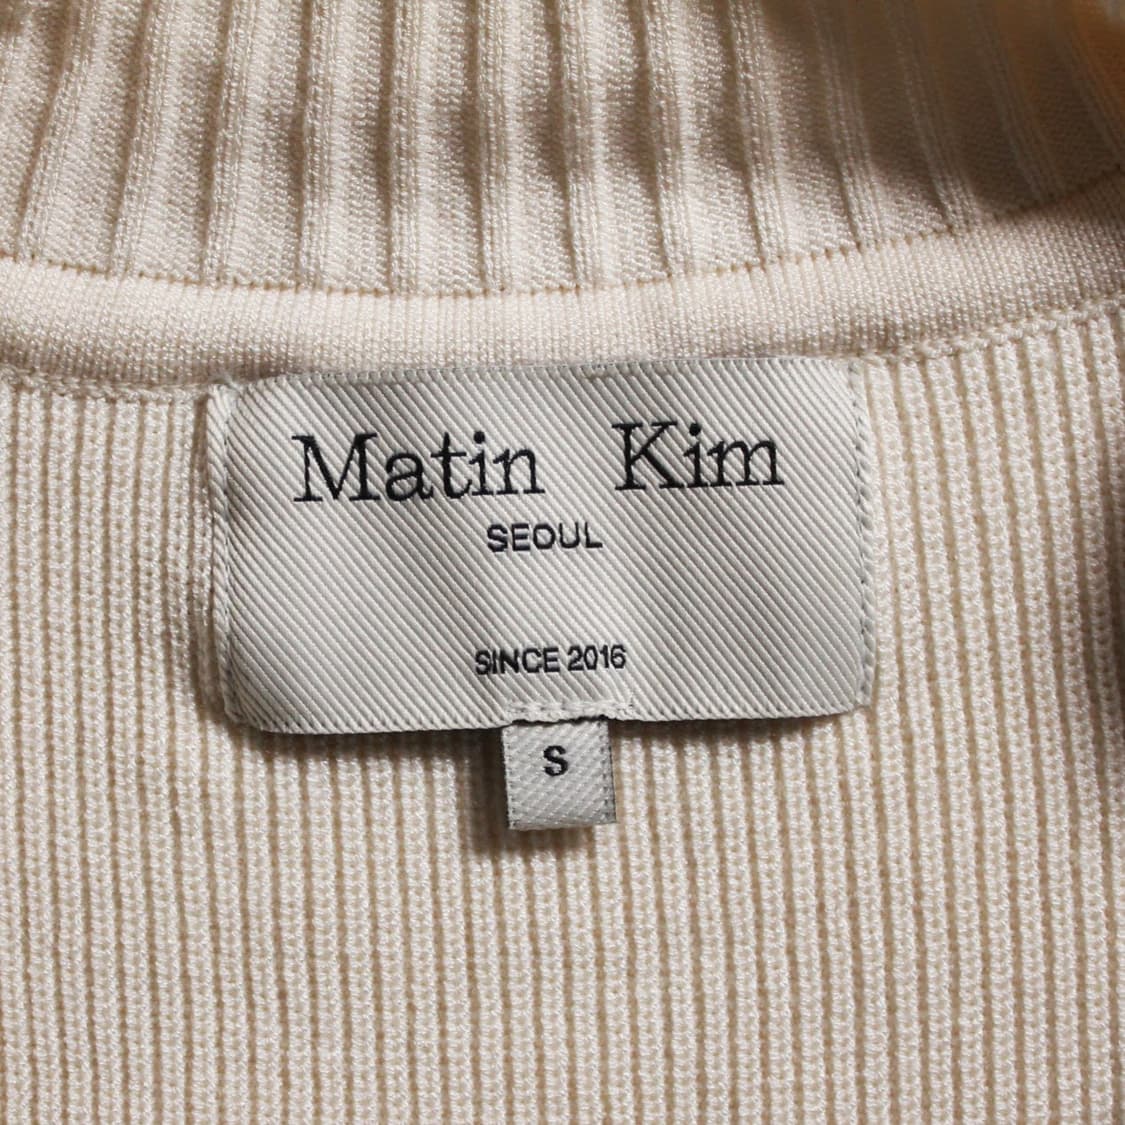 Matin Kim
SEOUL
SINCE 2016
S